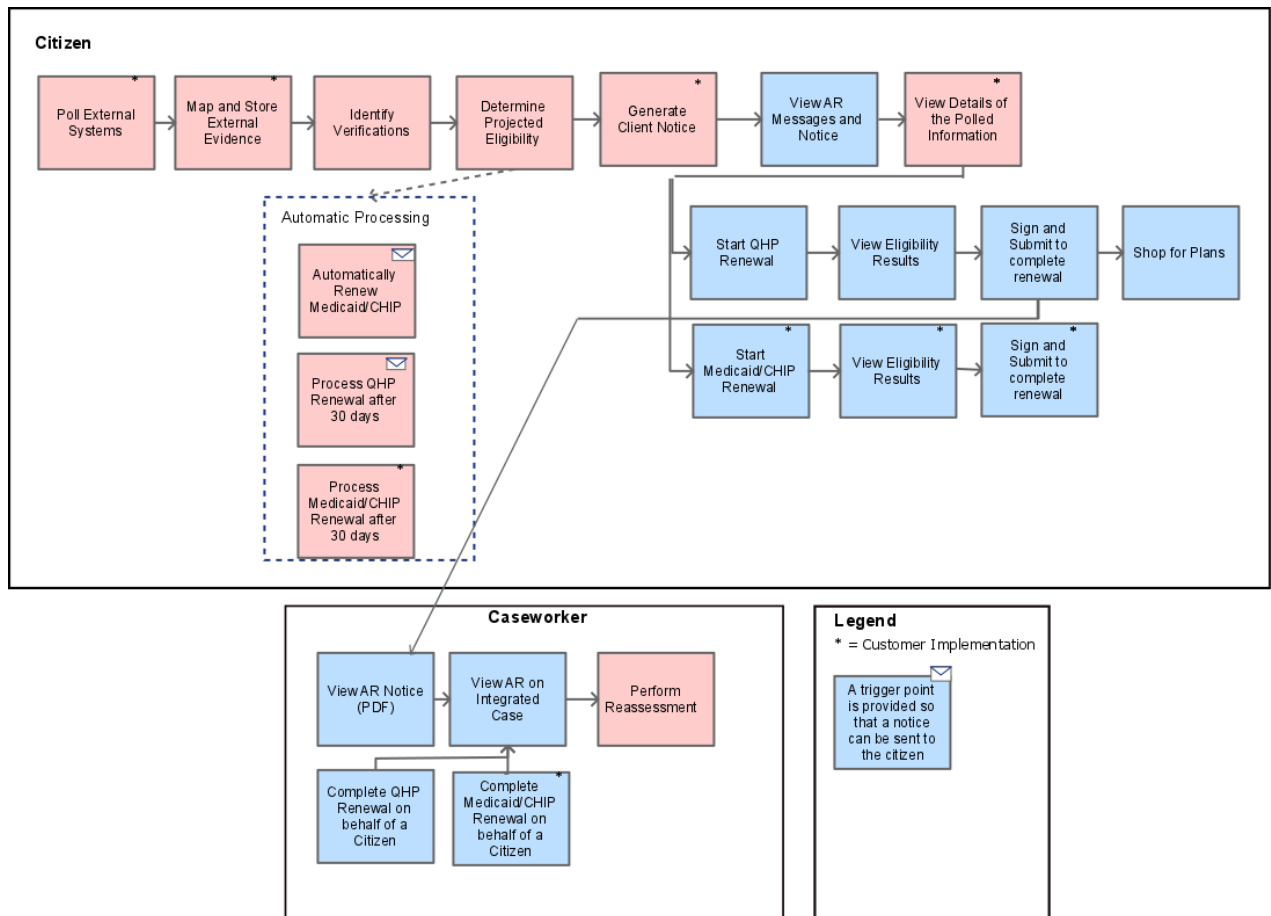 Citizen
*
Poll External
Systems
*
Map and Store
External
Evidence
Identify
Verifications
Determine
Projected
Eligibility
*
Generate
Client Notice
View AR
Messages and
Notice
*
View Details of
the Polled
Information
Automatic Processing
Automatically
Renew
Medicaid/CHIP
Process QHP
Renewal after
30 days
*
Process
Medicaid/CHIP
Renewal after
30 days
Start QHP
Renewal
View Eligibility
Results
Sign and
Submit to
complete
renewal
Shop for Plans
*
Start
Medicaid/CHIP
Renewal
*
View Eligibility
Results
*
Sign and
Submit to
complete
renewal
Caseworker
View AR Notice
(PDF)
View AR on
Integrated
Case
Perform
Reassessment
Complete QHP
Renewal on
behalf of a
Citizen
*
Complete
Medicaid/CHIP
Renewal on
behalf of a
Citizen
Legend
* = Customer Implementation
A trigger point
is provided so
that a notice
can be sent to
the citizen